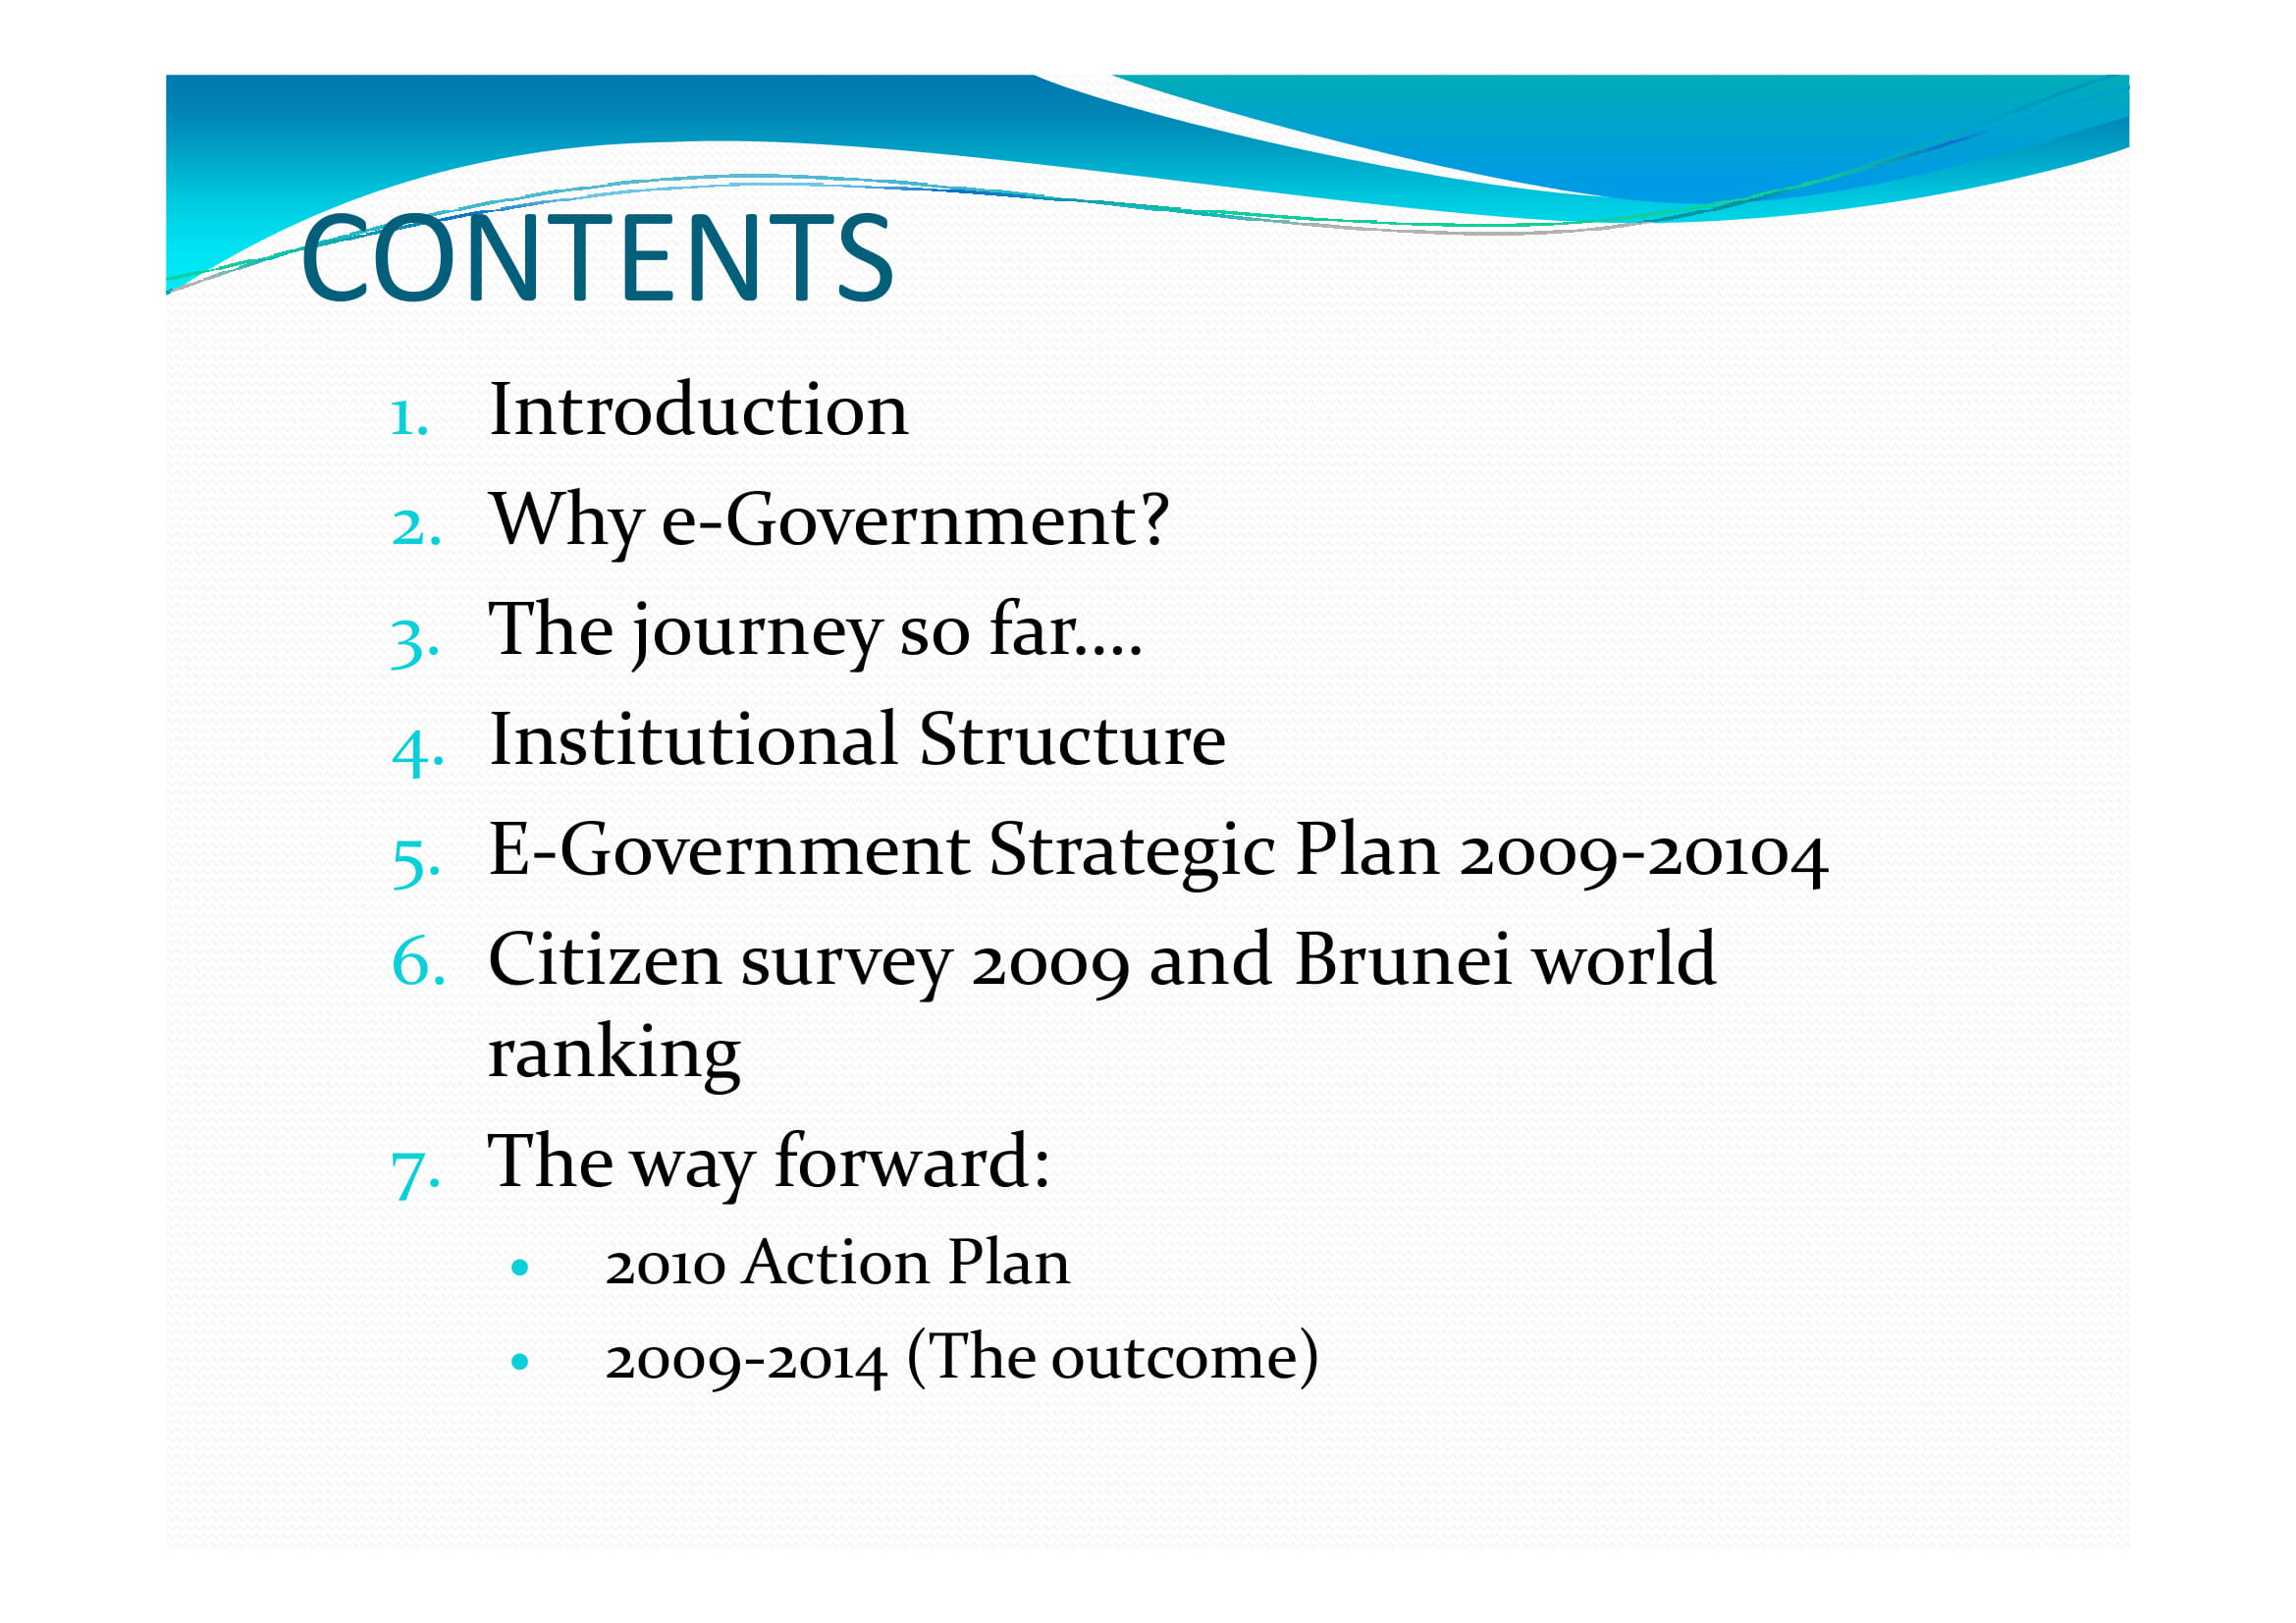 CONTENTS
1. Introduction
2. Why e-Government?
3. The journey so far....
4. Institutional Structure
5. E-Government Strategic Plan 2009-20104
6. Citizen survey 2009 and Brunei world
ranking
7. The way forward:
• 2010 Action Plan
• 2009-2014 (The outcome)